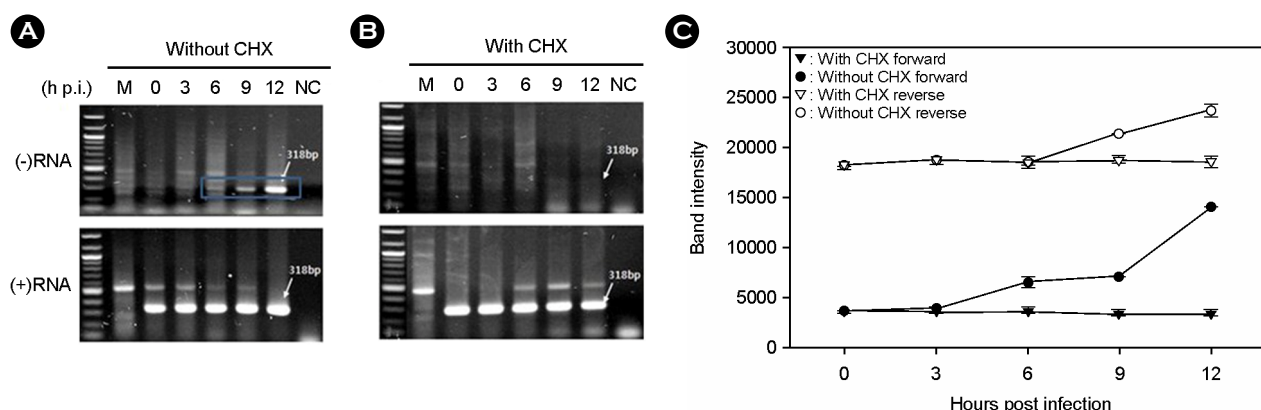 A
Without CHX
(h p.i.) M 0 3 6 9 12 NC
(-)RNA
318bp
(+)RNA
318bp
B
With CHX
M 0 3 6 9 12 NC
318bp
318bp
C
30000
25000
20000
15000
10000
5000
0
Band intensity
: With CHX forward
: Without CHX forward
: With CHX reverse
: Without CHX reverse
0 3 6 9 12
Hours post infection